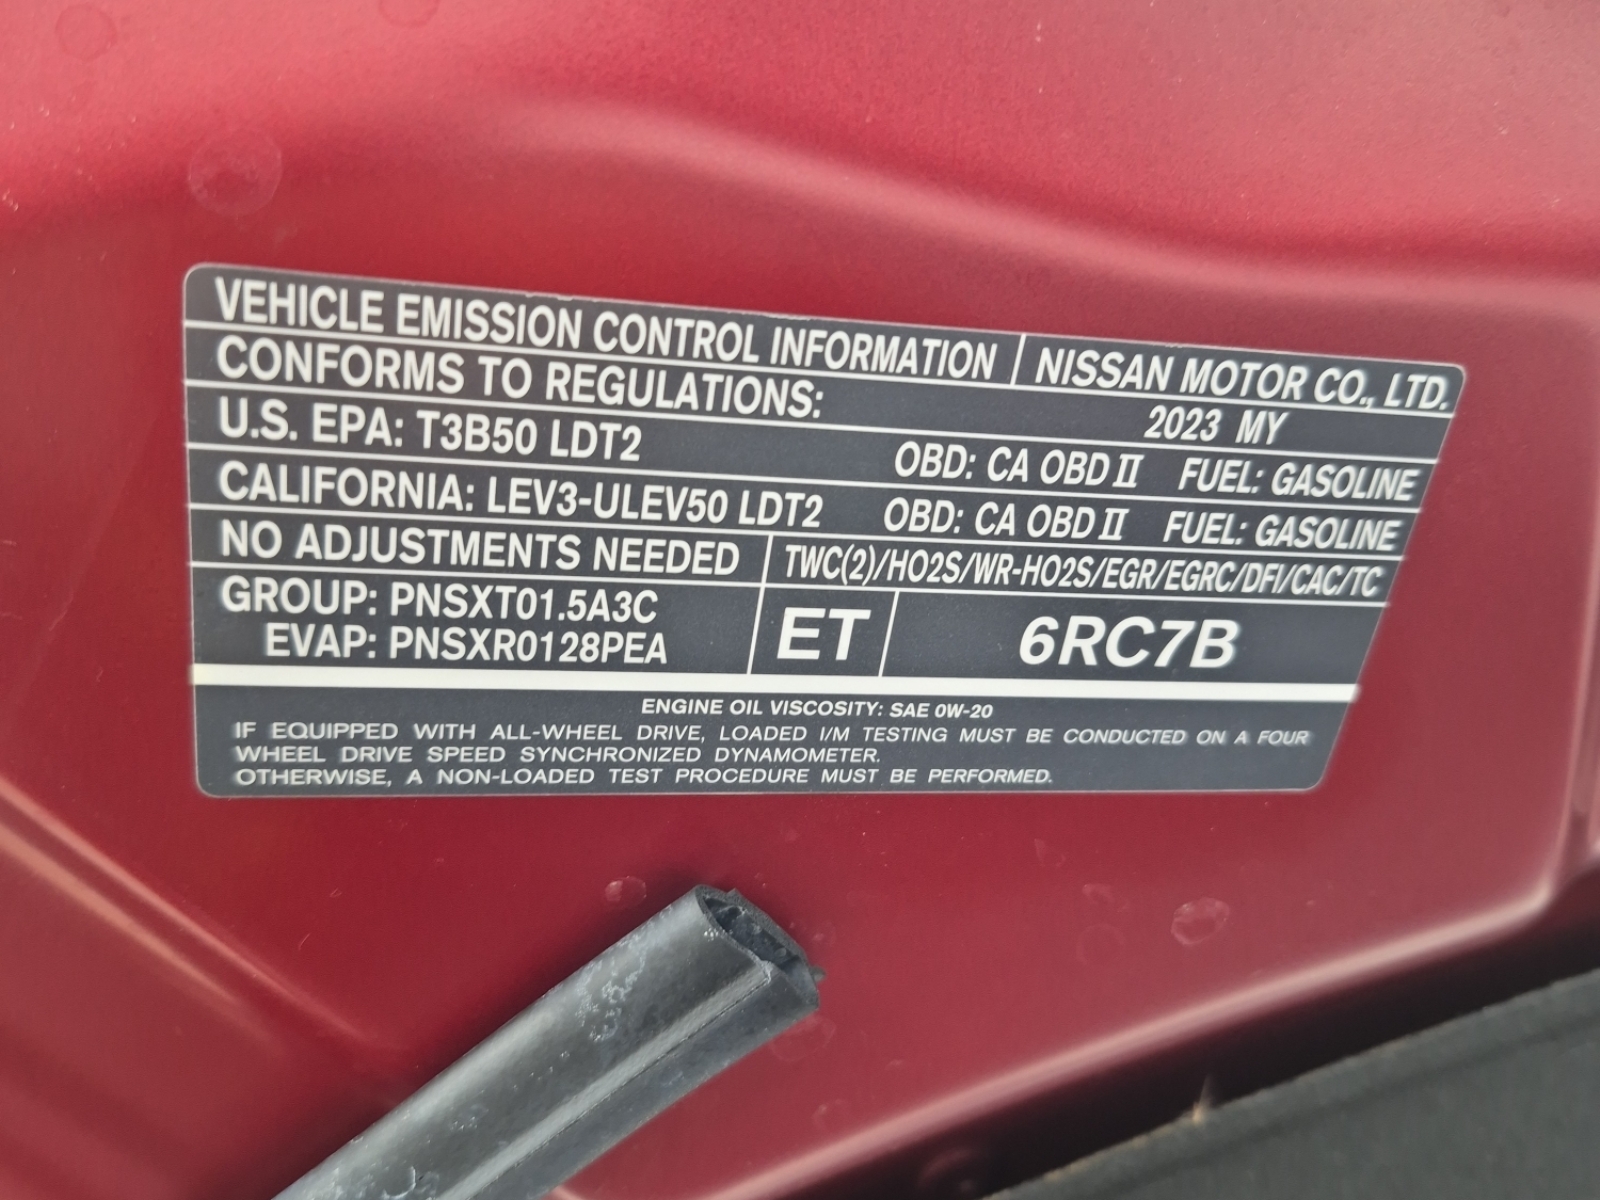 VEHICLE EMISSION CONTROL INFORMATION NISSAN MOTOR CO., LTD.
CONFORMS TO REGULATIONS: 2023 MY
U.S. EPA: T3B50 LDT2 OBD: CA OBD II FUEL: GASOLINE
CALIFORNIA: LEV3-ULEV50 LDT2 OBD: CA OBD II FUEL: GASOLINE
NO ADJUSTMENTS NEEDED TWC(2)/HO2S/WR-HO2S/EGR/EGRC/DFI/CAC/TC
GROUP: PNSXT01.5A3C
EVAP: PNSXR0128PEA
ET 6RC7B
ENGINE OIL VISCOSITY: SAE 0W-20
IF EQUIPPED WITH ALL-WHEEL DRIVE, LOADED I/M TESTING MUST BE CONDUCTED ON A FOUR
WHEEL DRIVE SPEED SYNCHRONIZED DYNAMOMETER.
OTHERWISE, A NON-LOADED TEST PROCEDURE MUST BE PERFORMED.